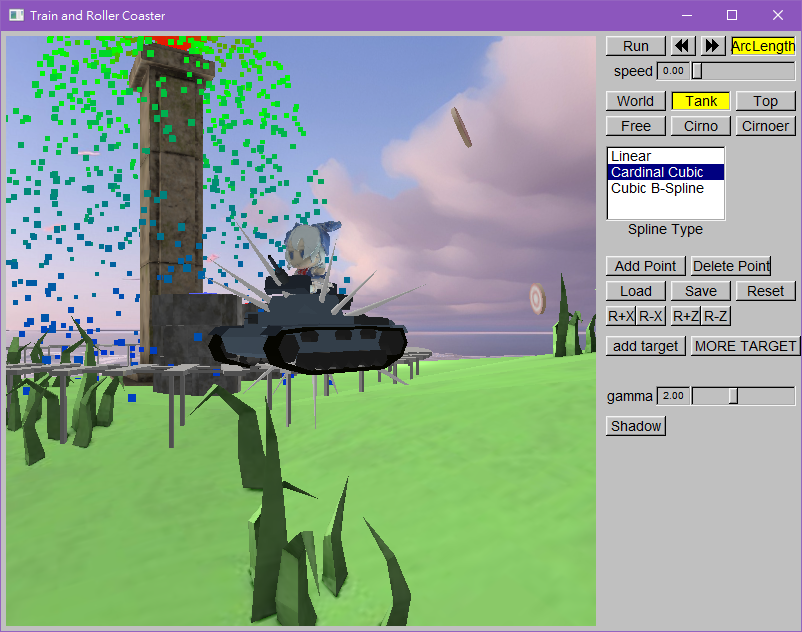 Train and Roller Coaster
Run
ArcLength
speed 0.00
World Tank Top
Free Cirno Cirnoer
Linear
Cardinal Cubic
Cubic B-Spline
Spline Type
Add Point Delete Point
Load Save Reset
R+X R-X R+Z R-Z
add target MORE TARGET
gamma 2.00
Shadow